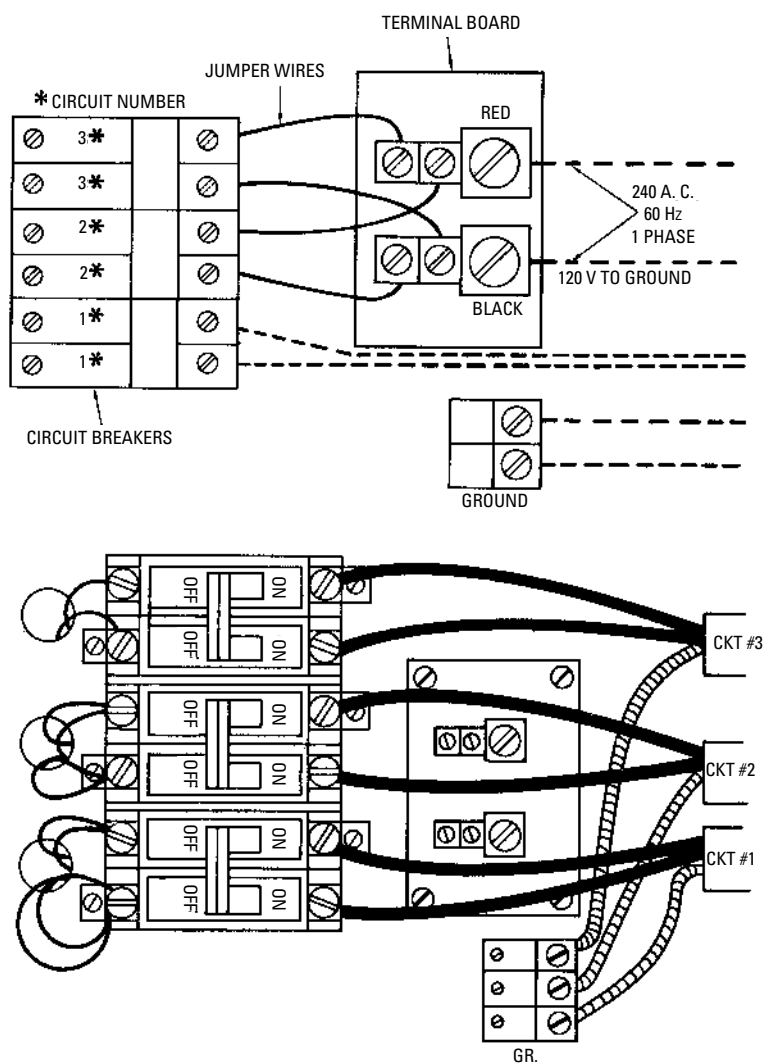 TERMINAL BOARD
JUMPER WIRES
* CIRCUIT NUMBER
RED
3*
3*
2*
2*
1*
1*
240 A. C.
60 Hz
1 PHASE
120 V TO GROUND
BLACK
CIRCUIT BREAKERS
GROUND
OFF
ON
OFF
ON
CKT #3
OFF
ON
OFF
ON
CKT #2
OFF
ON
OFF
ON
CKT #1
GR.